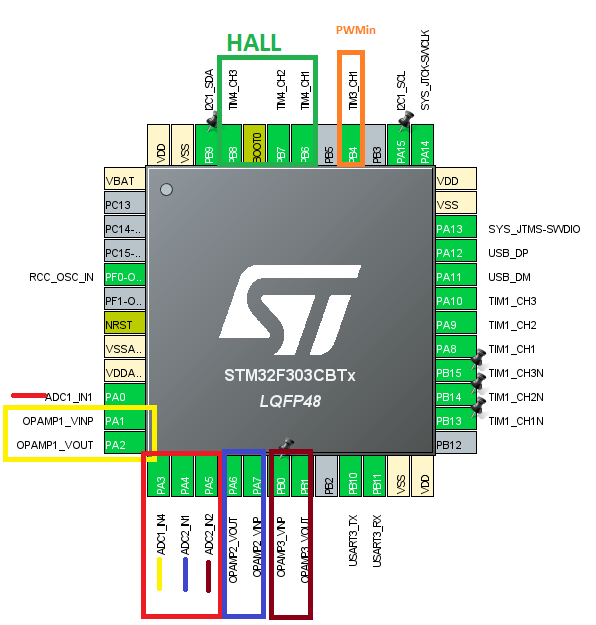 HALL
PWMin
I2C1_SDA
TIM4_CH3
TIM4_CH2
TIM4_CH1
TIM3_CH1
I2C1_SCL
SYS_JTCK-SWCLK
VDD
VSS
PB9
PB8
BOOT0
PB7
PB6
PB5
PB4
PB3
PA15
PA14
VBAT
PC13
PC14-..
PC15-..
RCC_OSC_IN PF0-O..
PF1-O..
NRST
VSSA..
VDDA..
ADC1_IN1 PA0
OPAMP1_VINP PA1
OPAMP1_VOUT PA2
ST
STM32F303CBTx
LQFP48
VDD
VSS
PA13 SYS_JTMS-SWDIO
PA12 USB_DP
PA11 USB_DM
PA10 TIM1_CH3
PA9 TIM1_CH2
PA8 TIM1_CH1
PB15 TIM1_CH3N
PB14 TIM1_CH2N
PB13 TIM1_CH1N
PB12
PA3
PA4
PA5
PA6
PA7
PB0
PB1
PB2
PB10
PB11
VSS
VDD
ADC1_IN4
ADC2_IN1
ADC2_IN2
OPAMP2_VOUT
OPAMP2_VINP
OPAMP3_VINP
OPAMP3_VOUT
USART3_TX
USART3_RX